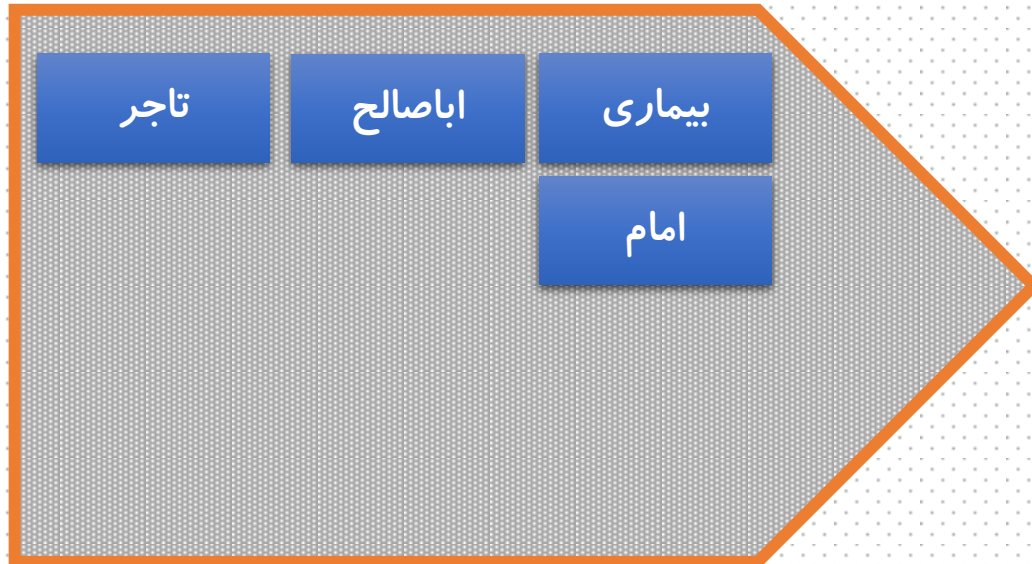 بیماری
اباصالح
تاجر
امام